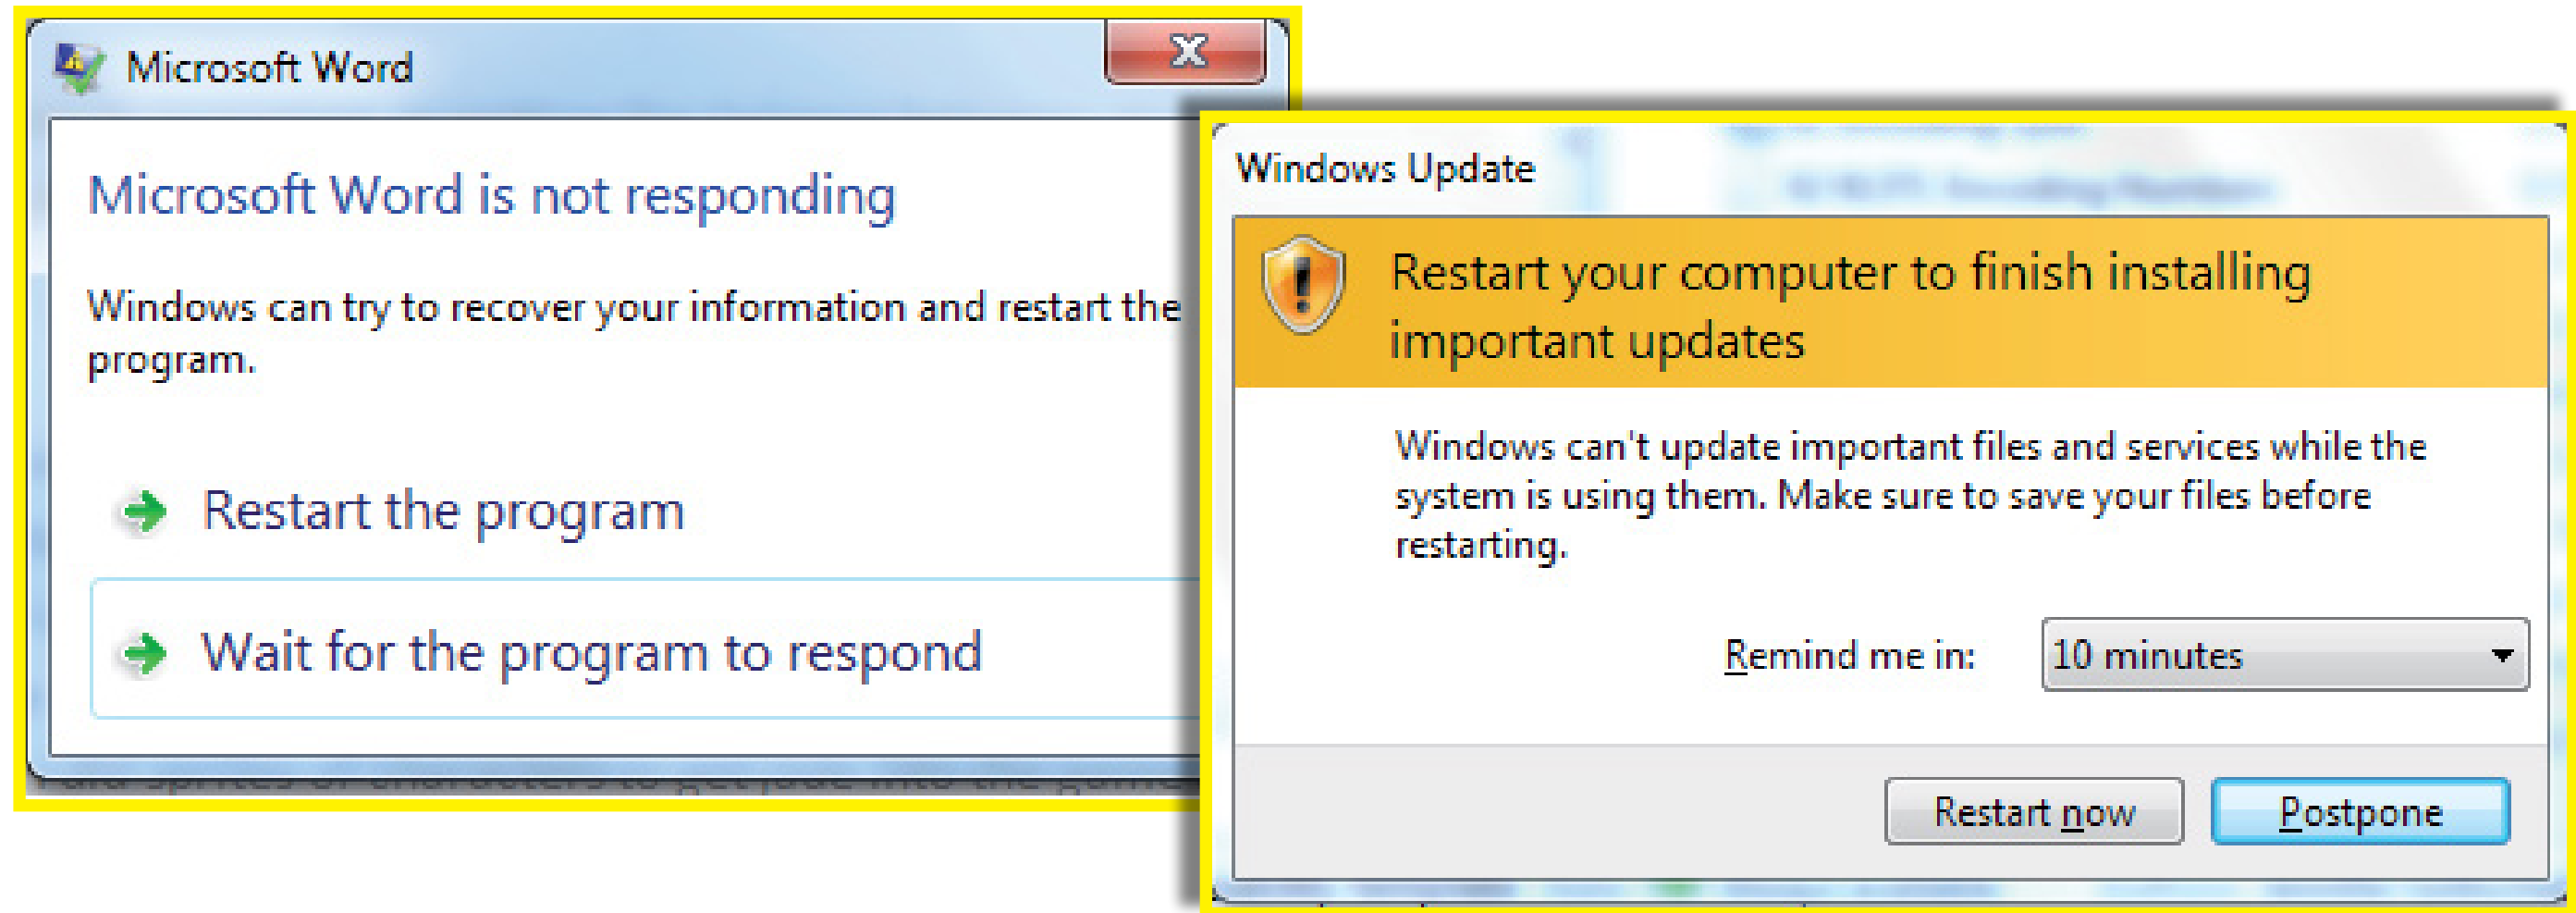 Microsoft Word
Microsoft Word is not responding
Windows can try to recover your information and restart the
program.
Restart the program
Wait for the program to respond
Windows Update
Restart your computer to finish installing
important updates
Windows can't update important files and services while the
system is using them. Make sure to save your files before
restarting.
Remind me in: 10 minutes
Restart now Postpone